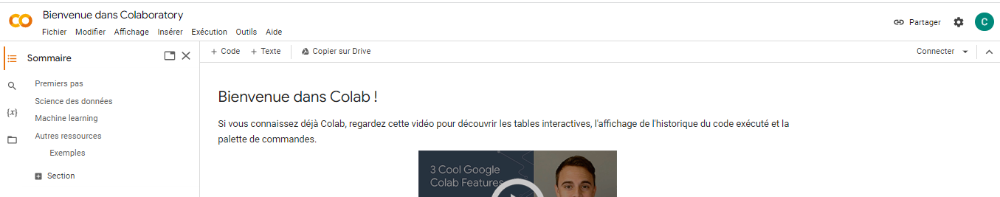 Bienvenue dans Colaboratory
Fichier Modifier Affichage Insérer Exécution Outils Aide
Partager
C
Sommaire
+ Code + Texte Copier sur Drive
Connecter
Premiers pas
Science des données
{x}
Machine learning
Autres ressources
Exemples
Section
Bienvenue dans Colab !
Si vous connaissez déjà Colab, regardez cette vidéo pour découvrir les tables interactives, l'affichage de l'historique du code exécuté et la
palette de commandes.
3 Cool Google
Colab Features